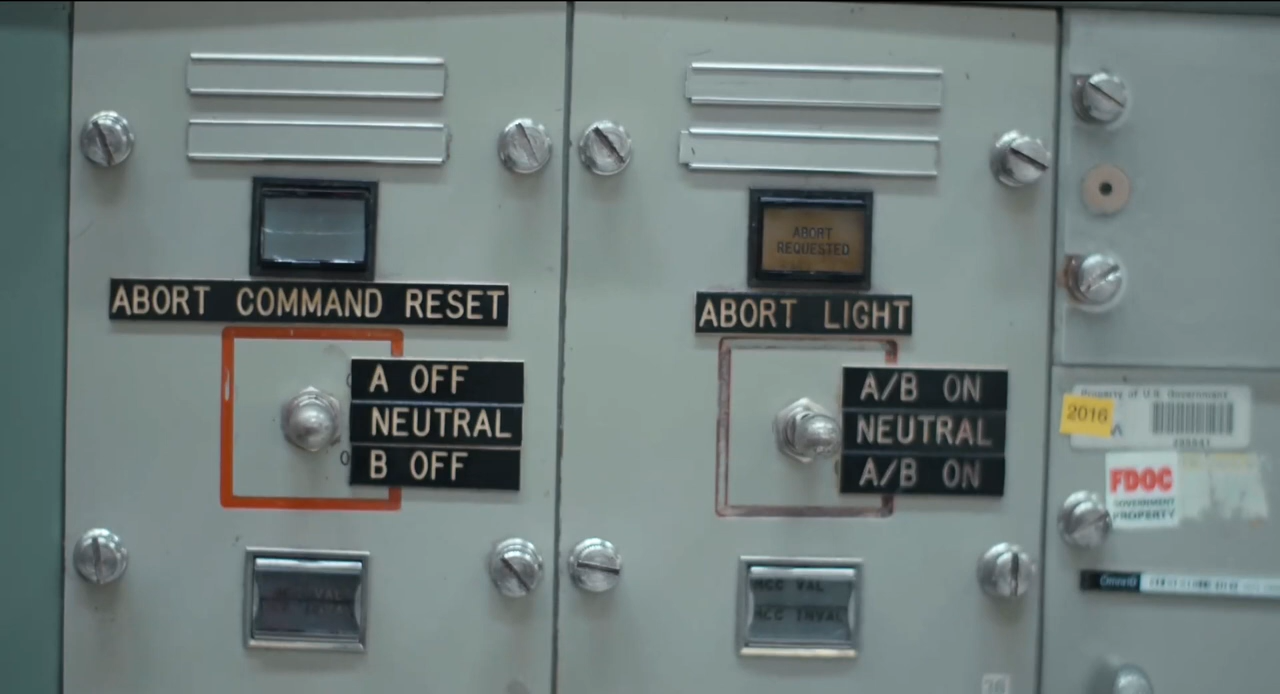 ABORT COMMAND RESET
A OFF
NEUTRAL
B OFF
ABORT
REQUESTED
ABORT LIGHT
A/B ON
NEUTRAL
A/B ON
MCC VAL
MCC INVAL
Property of U.S. Government
2016
FDOC
GOVERNMENT
PROPERTY